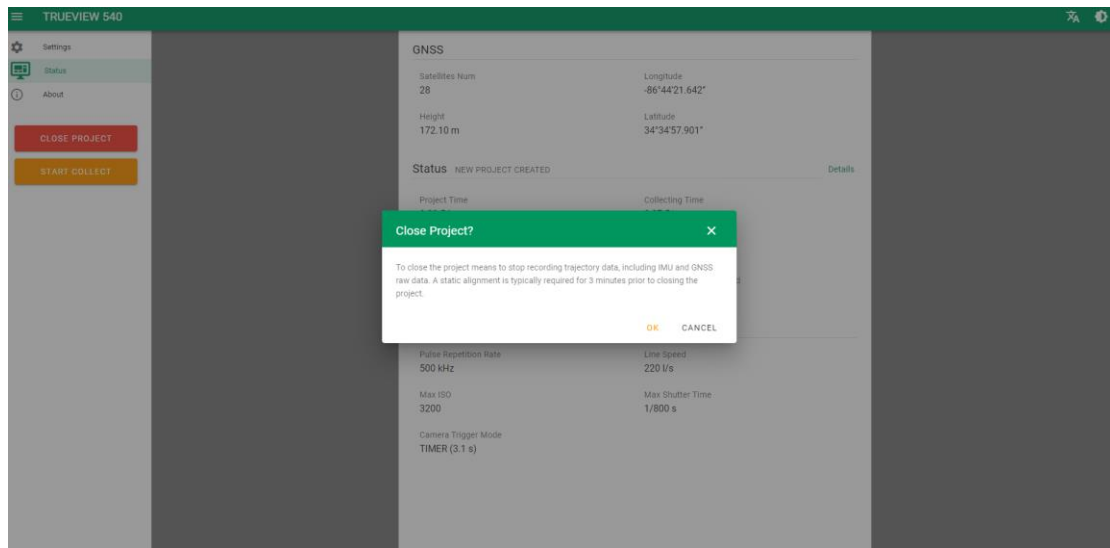 TRUEVIEW 540
Settings
Status
About
CLOSE PROJECT
START COLLECT
GNSS
Satellites Num
Longitude
28
-86°44'21.642"
Height
Latitude
172.10 m
34°34'57.901"
Status NEW PROJECT CREATED
Details
Project Time
Collecting Time
Close Project?
To close the project means to stop recording trajectory data, including IMU and GNSS
raw data. A static alignment is typically required for 3 minutes prior to closing the
project.
OK CANCEL
Pulse Repetition Rate
Line Speed
500 kHz
220 l/s
Max ISO
Max Shutter Time
3200
1/800 s
Camera Trigger Mode
TIMER (3.1 s)